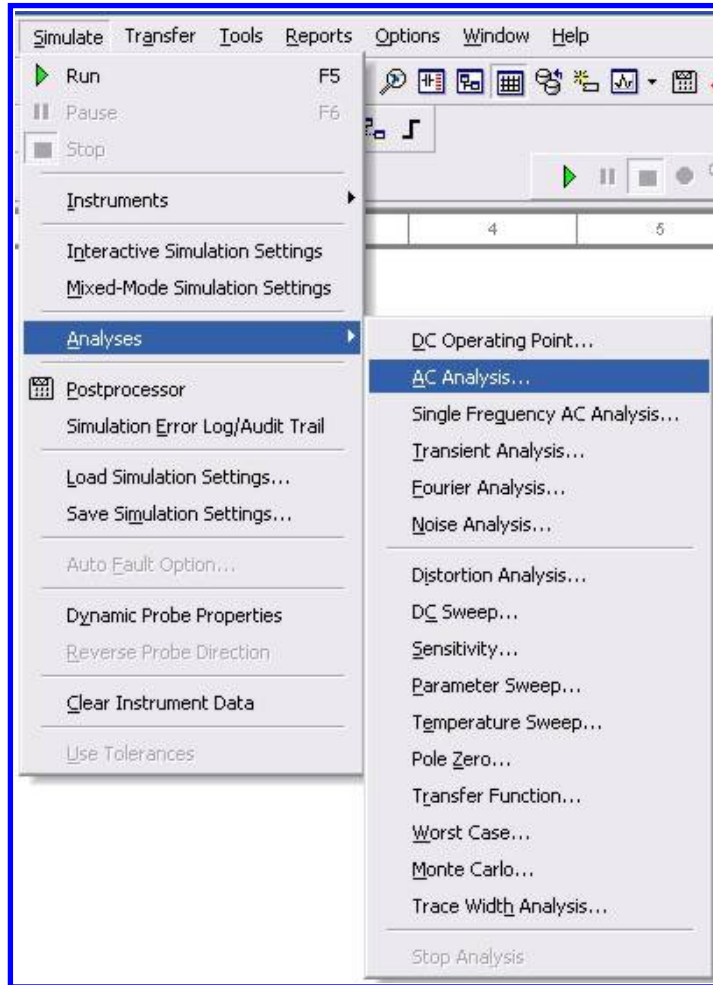 Simulate Transfer Tools Reports Options Window Help
Run F5
Pause F6
Stop
Instruments
Interactive Simulation Settings
Mixed-Mode Simulation Settings
Analyses
Postprocessor
Simulation Error Log/Audit Trail
Load Simulation Settings...
Save Simulation Settings...
Auto Fault Option...
Dynamic Probe Properties
Reverse Probe Direction
Clear Instrument Data
Use Tolerances
4 5
DC Operating Point...
AC Analysis...
Single Frequency AC Analysis...
Transient Analysis...
Fourier Analysis...
Noise Analysis...
Distortion Analysis...
DC Sweep...
Sensitivity...
Parameter Sweep...
Temperature Sweep...
Pole Zero...
Transfer Function...
Worst Case...
Monte Carlo...
Trace Width Analysis...
Stop Analysis